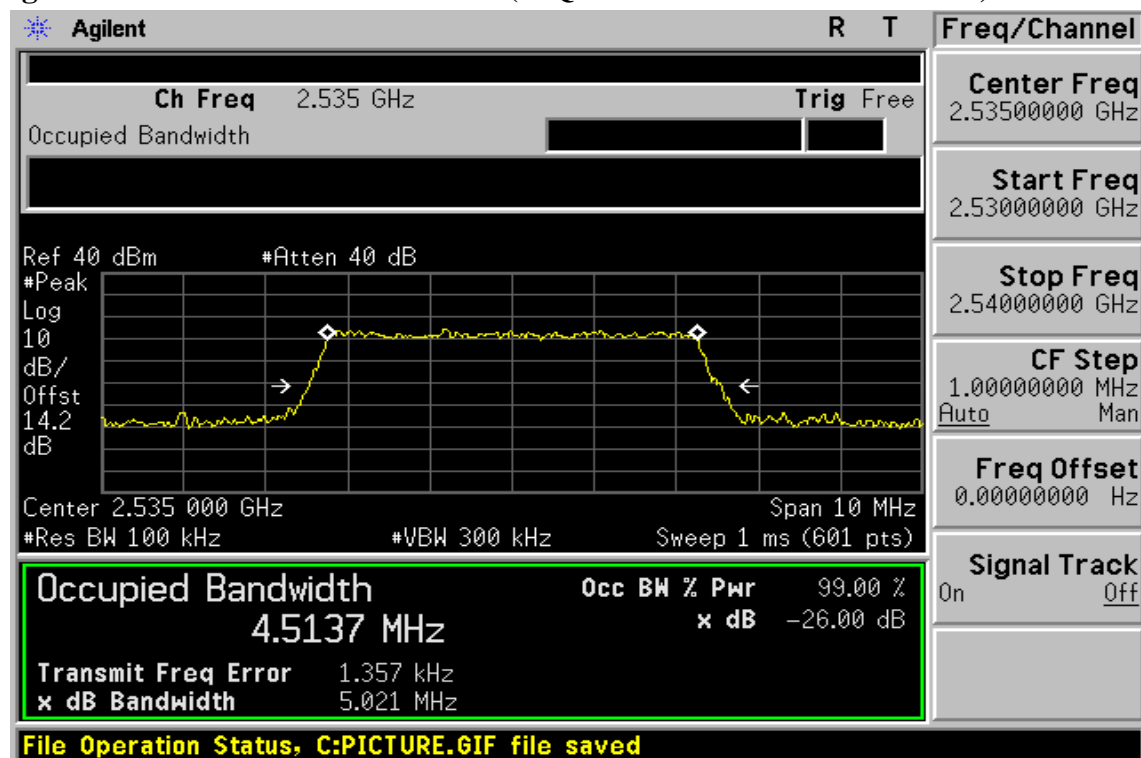 Agilent R T Freq/Channel
Ch Freq 2.535 GHz Trig Free
Occupied Bandwidth
Center Freq
2.53500000 GHz
Start Freq
2.53000000 GHz
Stop Freq
2.54000000 GHz
CF Step
1.00000000 MHz
Auto Man
Freq Offset
0.00000000 Hz
Signal Track
On Off
Ref 40 dBm #Atten 40 dB
#Peak
Log
10
dB/
Offst
14.2
dB
Center 2.535 000 GHz Span 10 MHz
#Res BW 100 kHz #VBW 300 kHz Sweep 1 ms (601 pts)
Occupied Bandwidth Occ BW % Pwr 99.00 %
4.5137 MHz x dB -26.00 dB
Transmit Freq Error 1.357 kHz
x dB Bandwidth 5.021 MHz
File Operation Status, C:PICTURE.GIF file saved